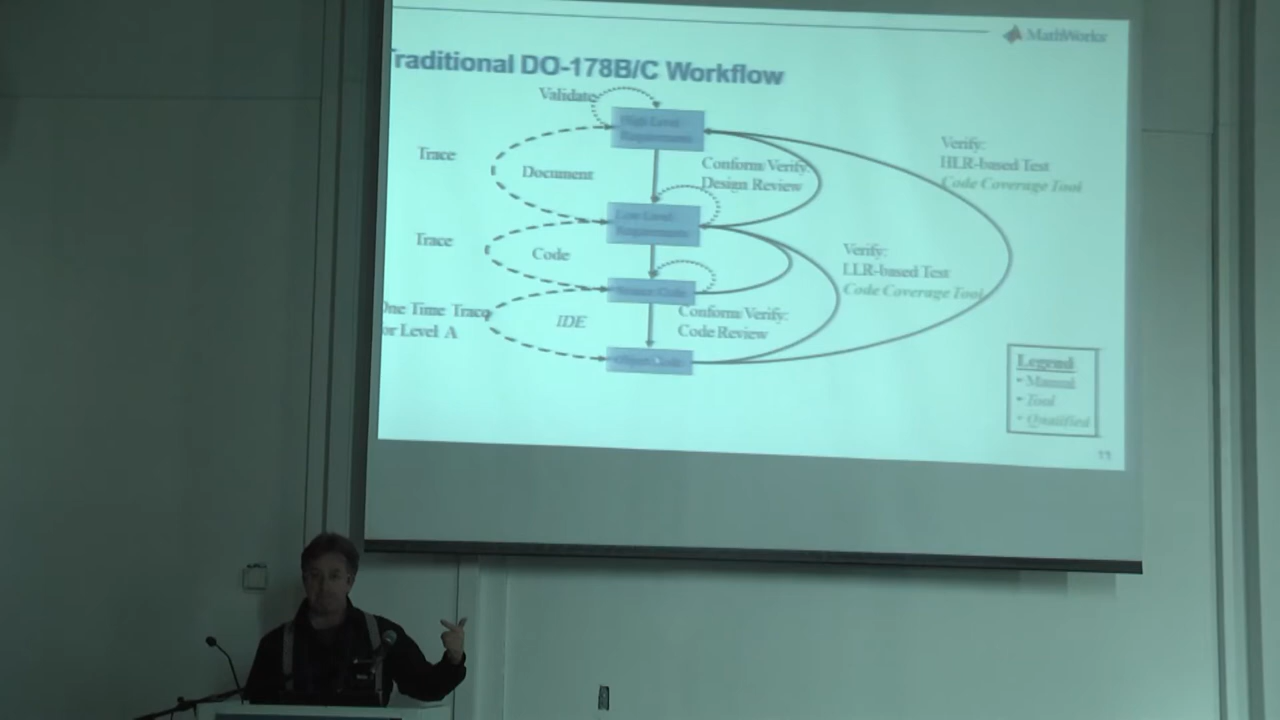 MathWorks
Traditional DO-178B/C Workflow
Validate
High Level
Requirements
Trace
Document
Conform/Verify:
Design Review
Verify:
HLR-based Test
Code Coverage Tool
Low Level
Requirements
Trace
Code
Verify:
LLR-based Test
Code Coverage Tool
Source Code
One Time Trace
for Level A
IDE
Conform/Verify:
Code Review
Object Code
Legend
• Manual
• Tool
• Qualified
11